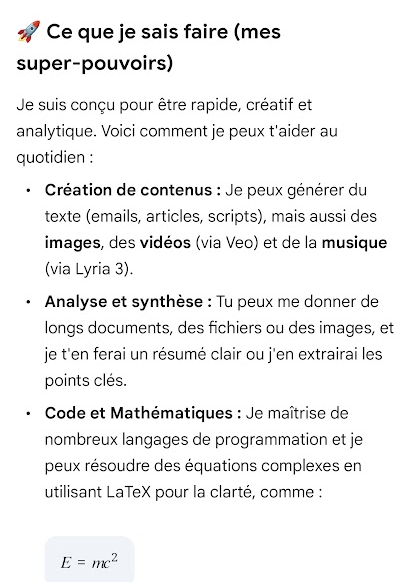 🚀 Ce que je sais faire (mes
super-pouvoirs)
Je suis conçu pour être rapide, créatif et
analytique. Voici comment je peux t'aider au
quotidien :
• Création de contenus : Je peux générer du
texte (emails, articles, scripts), mais aussi des
images, des vidéos (via Veo) et de la musique
(via Lyria 3).
• Analyse et synthèse : Tu peux me donner de
longs documents, des fichiers ou des images, et
je t'en ferai un résumé clair ou j'en extrairai les
points clés.
• Code et Mathématiques : Je maîtrise de
nombreux langages de programmation et je
peux résoudre des équations complexes en
utilisant LaTeX pour la clarté, comme :
E = mc²